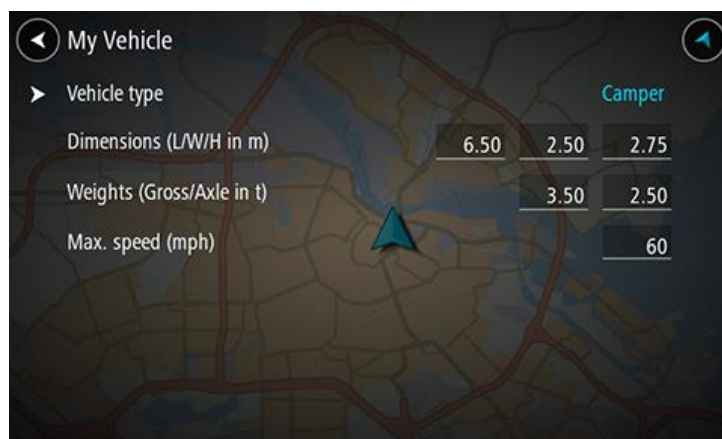 My Vehicle
Vehicle type Camper
Dimensions (L/W/H in m) 6.50 2.50 2.75
Weights (Gross/Axle in t) 3.50 2.50
Max. speed (mph) 60